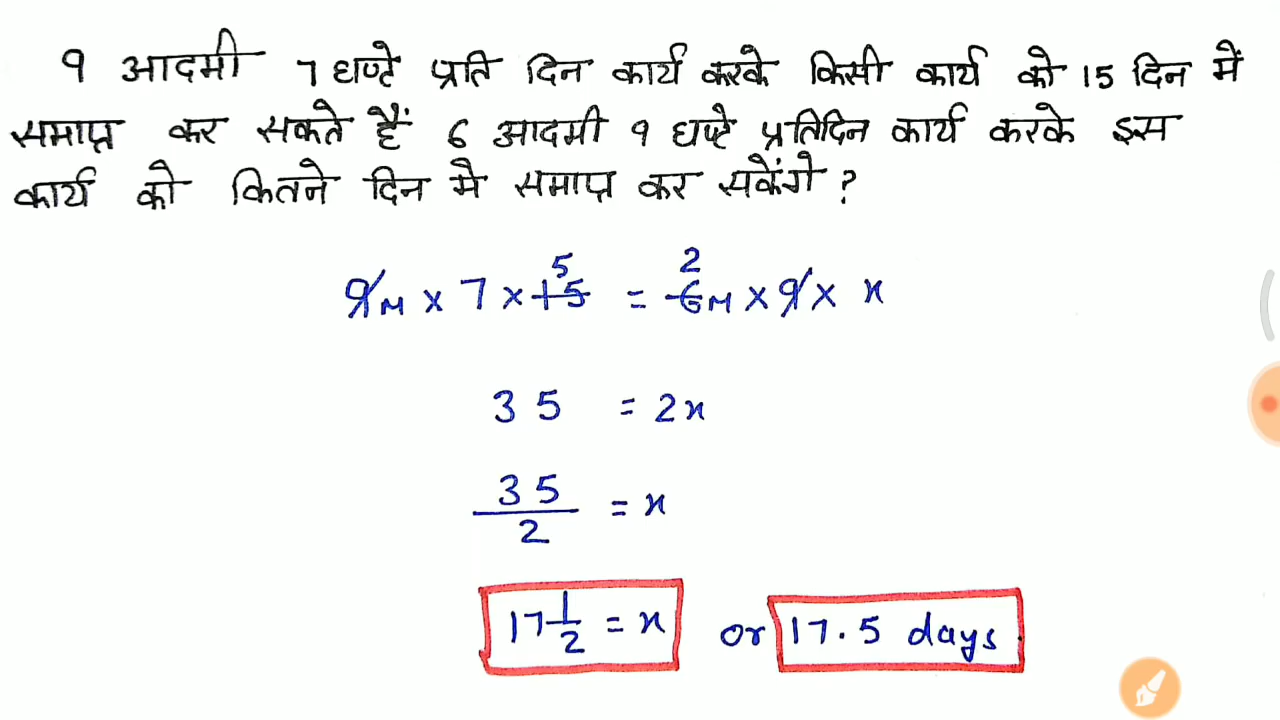 9 आदमी 7 घण्टे प्रति दिन कार्य करके किसी कार्य को 15 दिन में
समाप्त कर सकते हैं 6 आदमी 9 घण्टे प्रतिदिन कार्य करके इस
कार्य को कितने दिन मे समाप्त कर सकेंगे ?
5 2
9M × 7 × 15 = 6M × 9 × x
35 = 2x
35
2 = x
17 1/2 = x or 17.5 days